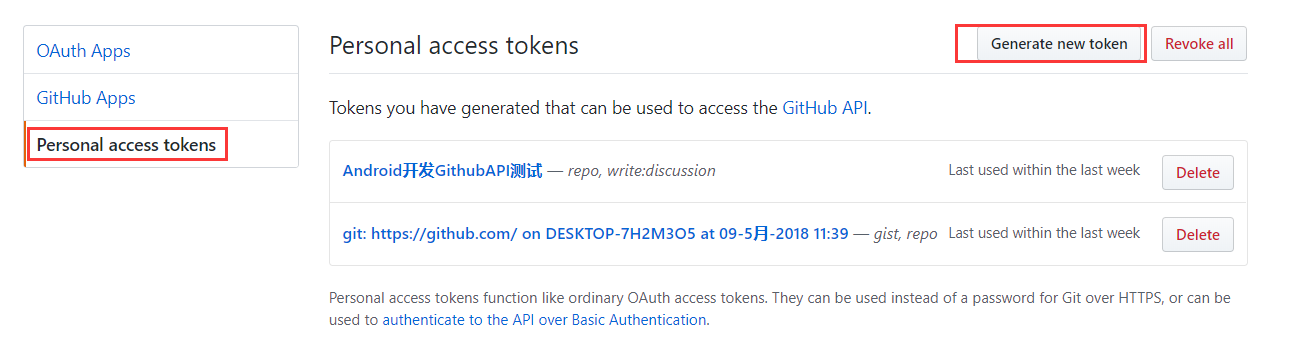 OAuth Apps
GitHub Apps
Personal access tokens
Personal access tokens
Generate new token
Revoke all
Tokens you have generated that can be used to access the GitHub API.
Android开发GithubAPI测试 — repo, write:discussion
Last used within the last week
Delete
git: https://github.com/ on DESKTOP-7H2M3O5 at 09-5月-2018 11:39 — gist, repo
Last used within the last week
Delete
Personal access tokens function like ordinary OAuth access tokens. They can be used instead of a password for Git over HTTPS, or can be
used to authenticate to the API over Basic Authentication.